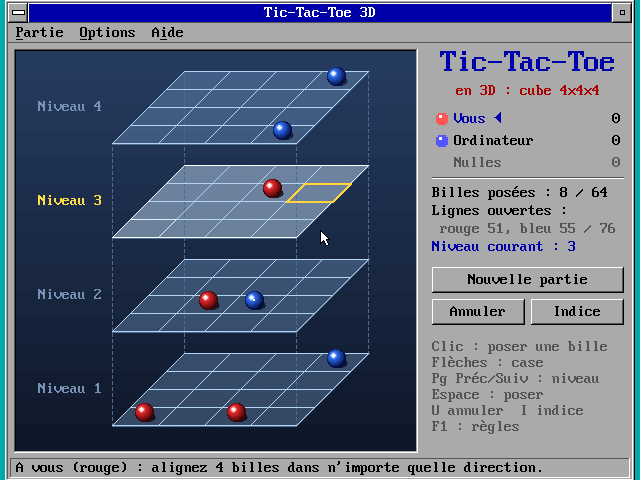 Tic-Tac-Toe 3D
Partie Options Aide
Niveau 4
Niveau 3
Niveau 2
Niveau 1
Tic-Tac-Toe
en 3D : cube 4x4x4
Vous 0
Ordinateur 0
Nulles 0
Billes posées : 8 / 64
Lignes ouvertes :
rouge 51, bleu 55 / 76
Niveau courant : 3
Nouvelle partie
Annuler Indice
Clic : poser une bille
Flèches : case
Pg Préc/Suiv : niveau
Espace : poser
U annuler I indice
F1 : règles
A vous (rouge) : alignez 4 billes dans n'importe quelle direction.